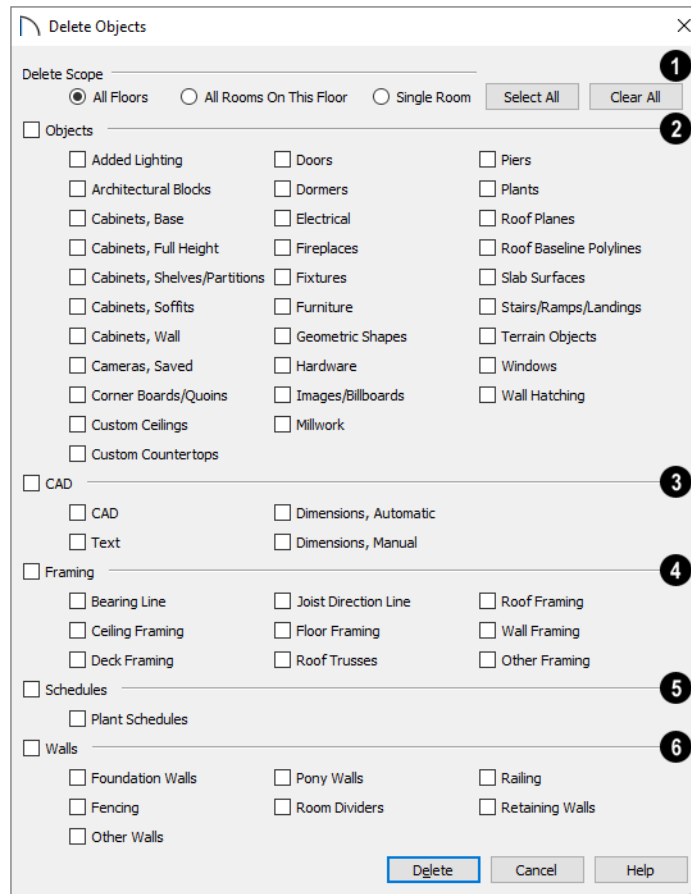 Delete Objects
1
Delete Scope
All Floors All Rooms On This Floor Single Room Select All Clear All
Objects 2
Added Lighting Doors Piers
Architectural Blocks Dormers Plants
Cabinets, Base Electrical Roof Planes
Cabinets, Full Height Fireplaces Roof Baseline Polylines
Cabinets, Shelves/Partitions Fixtures Slab Surfaces
Cabinets, Soffits Furniture Stairs/Ramps/Landings
Cabinets, Wall Geometric Shapes Terrain Objects
Cameras, Saved Hardware Windows
Corner Boards/Quoins Images/Billboards Wall Hatching
Custom Ceilings Millwork
Custom Countertops
CAD 3
CAD Dimensions, Automatic
Text Dimensions, Manual
Framing 4
Bearing Line Joist Direction Line Roof Framing
Ceiling Framing Floor Framing Wall Framing
Deck Framing Roof Trusses Other Framing
Schedules 5
Plant Schedules
Walls 6
Foundation Walls Pony Walls Railing
Fencing Room Dividers Retaining Walls
Other Walls
Delete Cancel Help